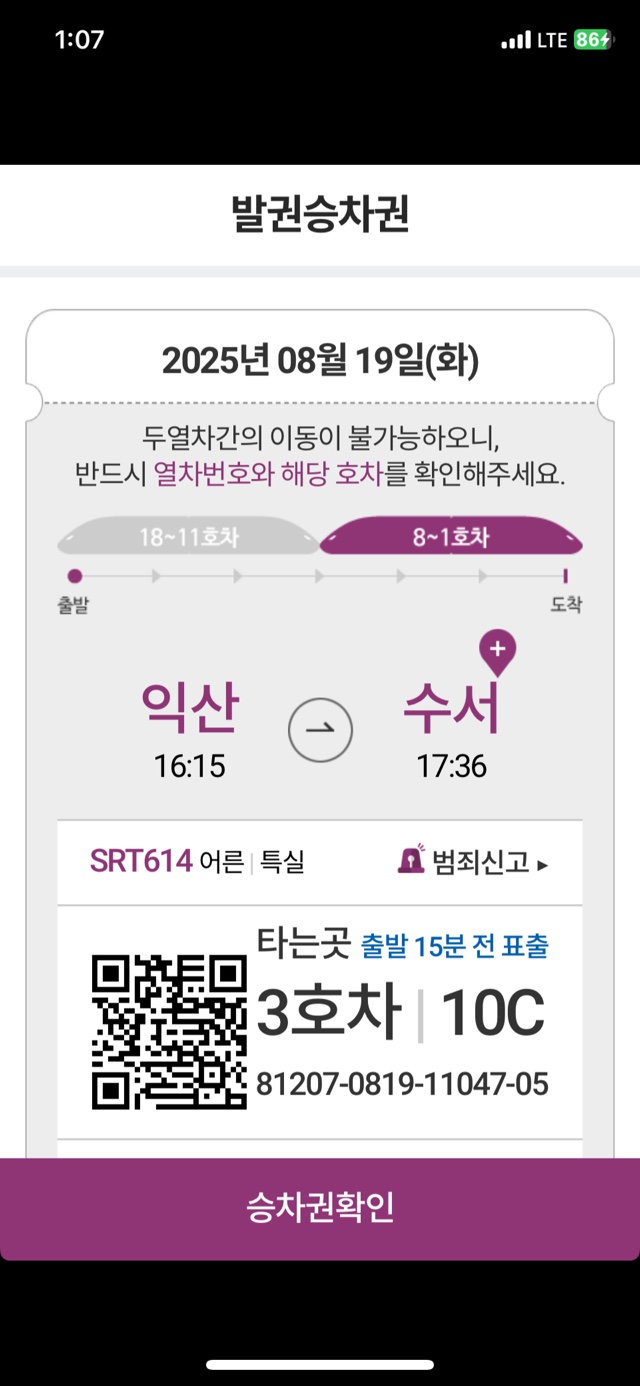 1:07 LTE 86
발권승차권
2025년 08월 19일(화)
두열차간의 이동이 불가능하오니,
반드시 열차번호와 해당 호차를 확인해주세요.
18~11호차 8~1호차
출발 도착
익산 수서
16:15 17:36
SRT614 어른 | 특실 범죄신고 ▸
타는곳 출발 15분 전 표출
3호차 | 10C
81207-0819-11047-05
승차권확인